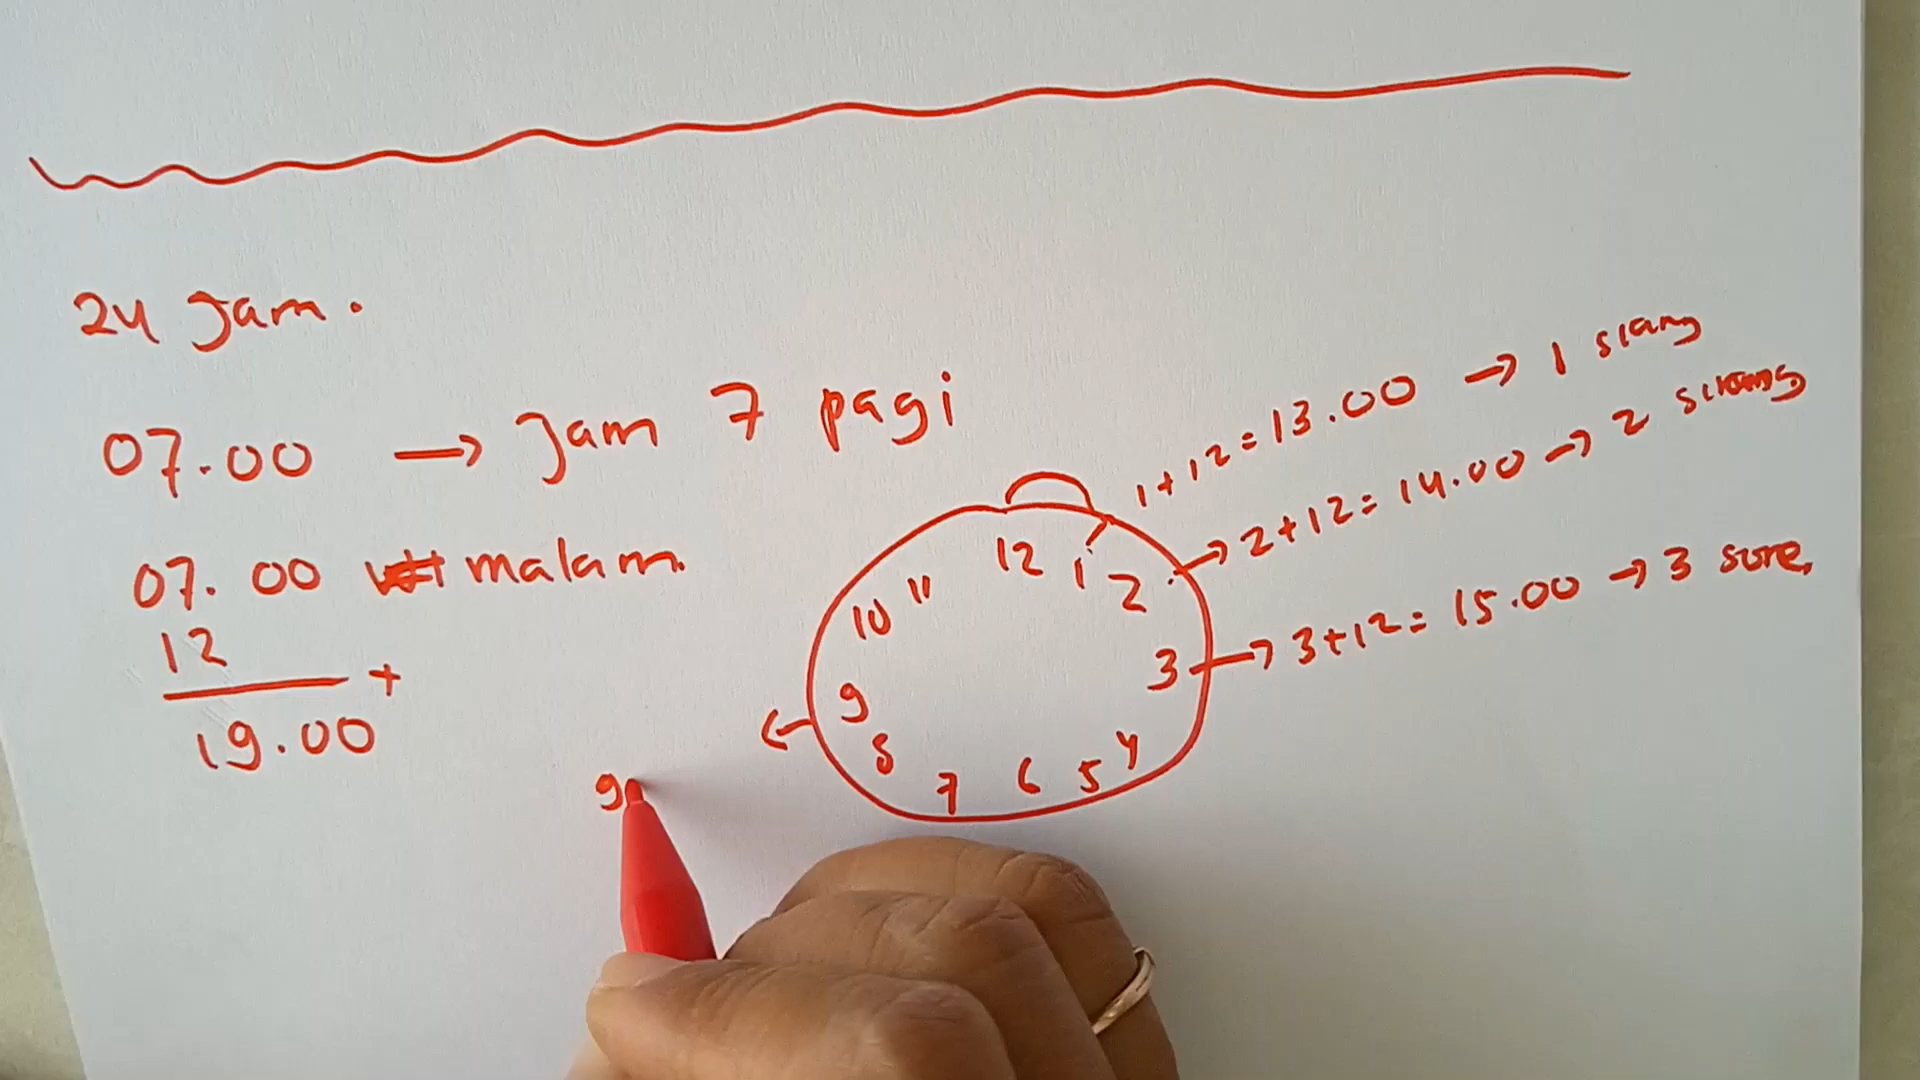 24 Jam.
07.00 → Jam 7 pagi
07.00 malam.
12
+
19.00
1+12=13.00 → 1 siang
2+12=14.00 → 2 siang
3+12=15.00 → 3 sore,
12
1
2
3
4
5
6
7
8
9
10
11
9